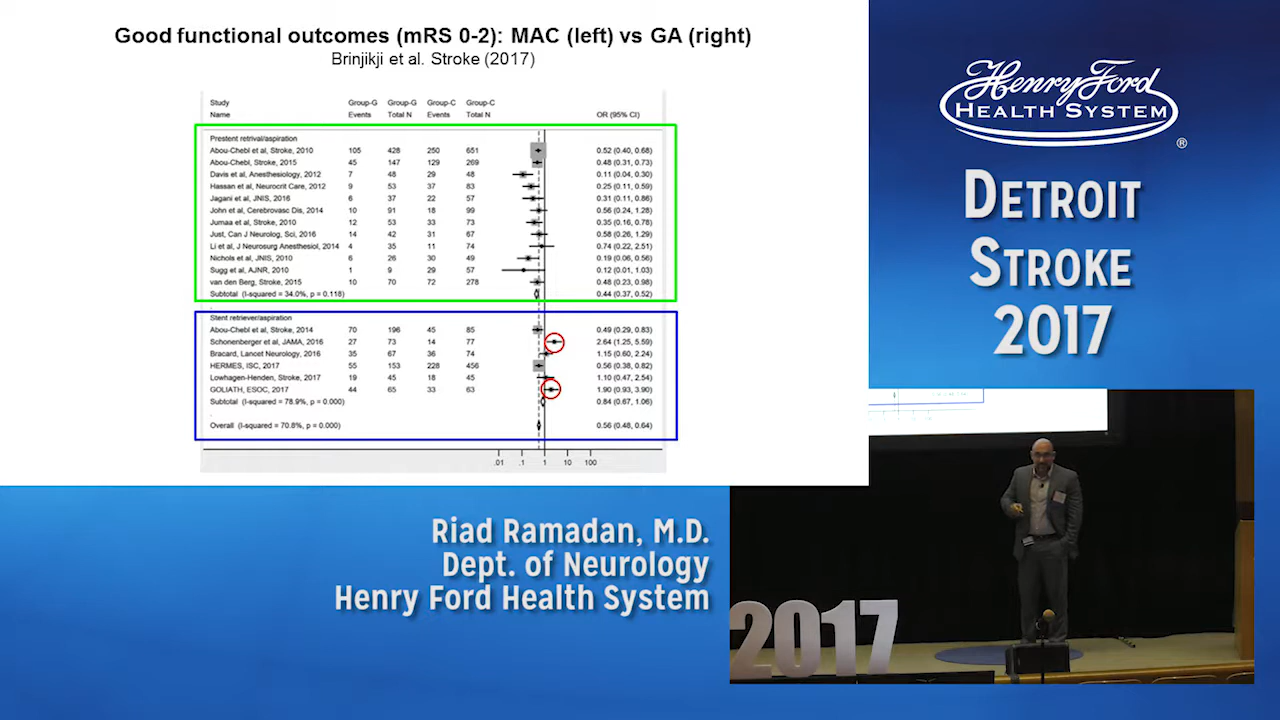 Good functional outcomes (mRS 0-2): MAC (left) vs GA (right)
Brinjikji et al. Stroke (2017)
Study Group-G Group-G Group-C Group-C
Name Events Total N Events Total N OR (95% CI)
Prestent retrival/aspiration
Abou-Chebl et al, Stroke, 2010 105 428 250 651 0.52 (0.40, 0.68)
Abou-Chebl, Stroke, 2015 45 147 129 269 0.48 (0.31, 0.73)
Davis et al, Anesthesiology, 2012 7 48 29 48 0.11 (0.04, 0.30)
Hassan et al, Neurocrit Care, 2012 9 53 37 83 0.25 (0.11, 0.59)
Jagani et al, JNIS, 2016 6 37 22 57 0.31 (0.11, 0.86)
John et al, Cerebrovasc Dis, 2014 10 91 18 99 0.56 (0.24, 1.28)
Jumaa et al, Stroke, 2010 12 53 33 73 0.35 (0.16, 0.78)
Just, Can J Neurolog, Sci, 2016 14 42 31 67 0.58 (0.26, 1.29)
Li et al, J Neurosurg Anesthesiol, 2014 4 35 11 74 0.74 (0.22, 2.51)
Nichols et al, JNIS, 2010 6 26 30 49 0.19 (0.06, 0.56)
Sugg et al, AJNR, 2010 1 9 29 57 0.12 (0.01, 1.03)
van den Berg, Stroke, 2015 10 70 72 278 0.48 (0.23, 0.98)
Subtotal (I-squared = 34.0%, p = 0.118) 0.44 (0.37, 0.52)
Stent retriever/aspiration
Abou-Chebl et al, Stroke, 2014 70 196 45 85 0.49 (0.29, 0.83)
Schonenberger et al, JAMA, 2016 27 73 14 77 2.64 (1.25, 5.59)
Bracard, Lancet Neurology, 2016 35 67 36 74 1.15 (0.60, 2.24)
HERMES, ISC, 2017 55 153 228 456 0.56 (0.38, 0.82)
Lowhagen-Henden, Stroke, 2017 19 45 18 45 1.10 (0.47, 2.54)
GOLIATH, ESOC, 2017 44 65 33 63 1.90 (0.93, 3.90)
Subtotal (I-squared = 78.9%, p = 0.000) 0.84 (0.67, 1.06)
.
Overall (I-squared = 70.8%, p = 0.000) 0.56 (0.48, 0.64)
.01 .1 1 10 100
Henry Ford
HEALTH SYSTEM
®
DETROIT
STROKE
2017
Riad Ramadan, M.D.
Dept. of Neurology
Henry Ford Health System
2017